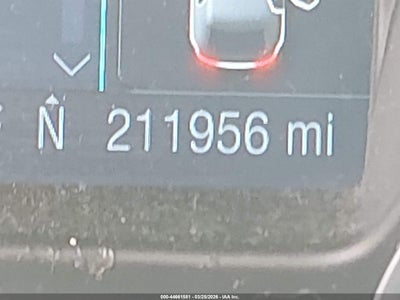 N 211956 mi
000-44661581 - 03/25/2026 - IAA Inc.